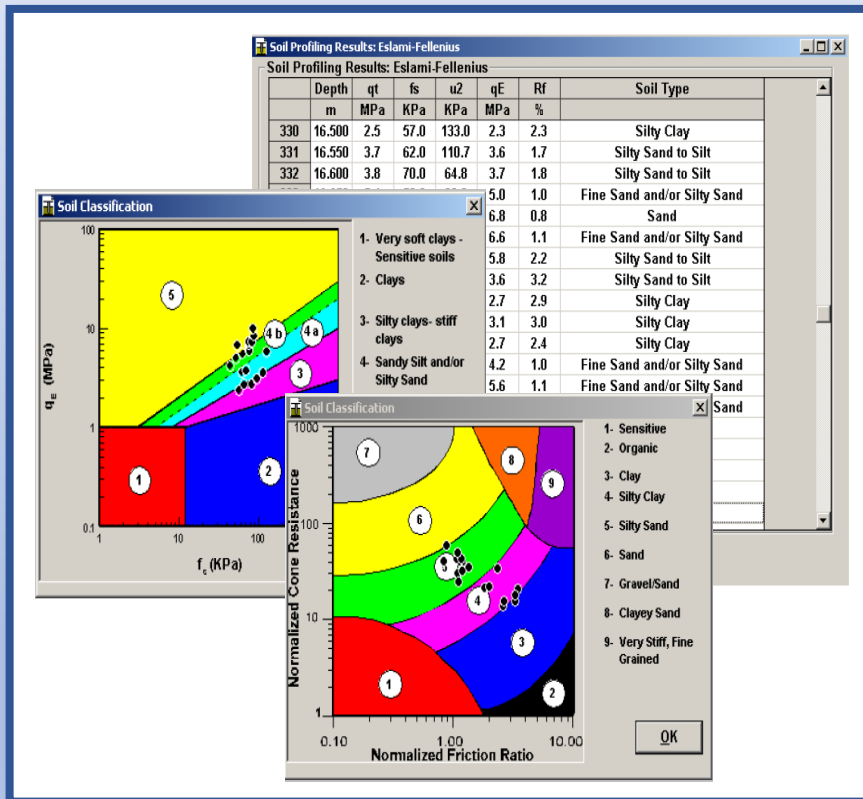 Soil Profiling Results: Eslami-Fellenius
Soil Profiling Results: Eslami-Fellenius
Depth qt fs u2 qE Rf Soil Type
m MPa KPa KPa MPa %
330 16.500 2.5 57.0 133.0 2.3 2.3 Silty Clay
331 16.550 3.7 62.0 110.7 3.6 1.7 Silty Sand to Silt
332 16.600 3.8 70.0 64.8 3.7 1.8 Silty Sand to Silt
5.0 1.0 Fine Sand and/or Silty Sand
6.8 0.8 Sand
6.6 1.1 Fine Sand and/or Silty Sand
5.8 2.2 Silty Sand to Silt
3.6 3.2 Silty Sand to Silt
2.7 2.9 Silty Clay
3.1 3.0 Silty Clay
2.7 2.4 Silty Clay
4.2 1.0 Fine Sand and/or Silty Sand
5.6 1.1 Fine Sand and/or Silty Sand
Sand
Soil Classification
100
10
1
0.1
qE (MPa)
1 10 100
fs (KPa)
5
4b
4a
3
1
2
1- Very soft clays -
Sensitive soils
2- Clays
3- Silty clays- stiff
clays
4- Sandy Silt and/or
Silty Sand
Soil Classification
1000
100
10
1
Normalized Cone Resistance
0.10 1.00 10.00
Normalized Friction Ratio
7
8
9
6
5
4
3
1
2
1- Sensitive
2- Organic
3- Clay
4- Silty Clay
5- Silty Sand
6- Sand
7- Gravel/Sand
8- Clayey Sand
9- Very Stiff, Fine
Grained
OK